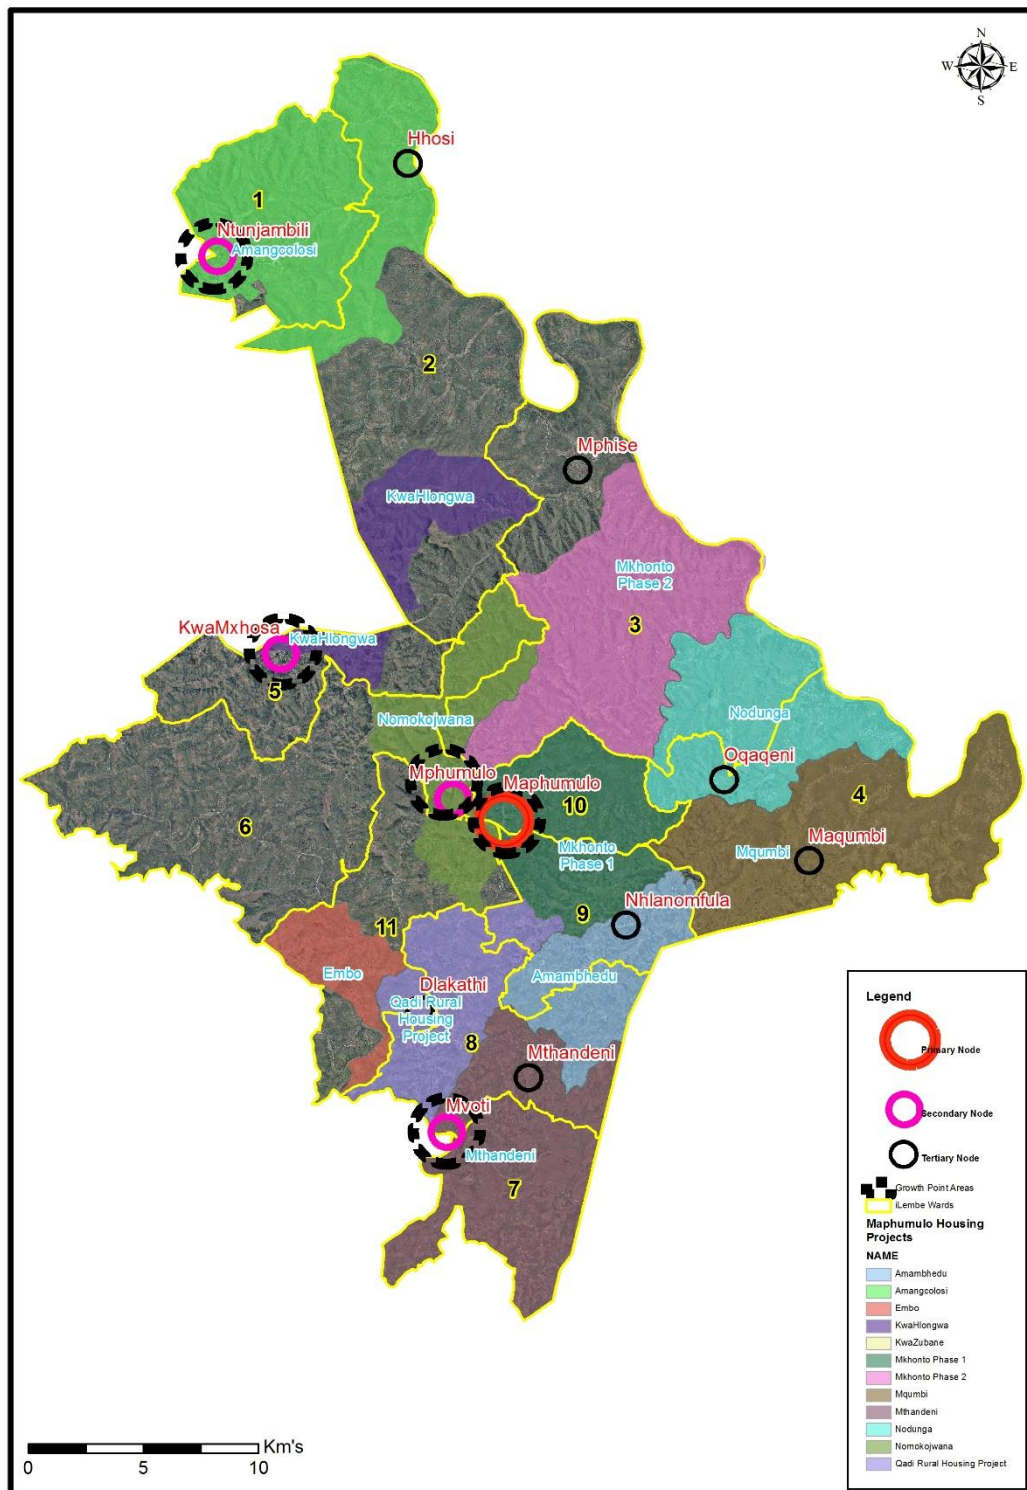 N
W E
S
Hhosi
1
Ntunjambili
Amangcolosi
2
Mphise
KwaHlongwa
Mkhonto
Phase 2
3
KwaMxhosa
KwaHlongwa
5
Nodunga
Nomokojwana
Oqaqeni
Mphumulo
Maphumulo
10
4
6
Maqumbi
Mqumbi
Mkhonto
Phase 1
Nhlanomfula
9
11
Embo
Amambhedu
Dlakathi
Qadi Rural
Housing
Project
8
Mthandeni
Mvoti
Mthandeni
7
Legend
Primary Node
Secondary Node
Tertiary Node
Growth Point Areas
iLembe Wards
Maphumulo Housing
Projects
NAME
Amambhedu
Amangcolosi
Embo
KwaHlongwa
KwaZubane
Mkhonto Phase 1
Mkhonto Phase 2
Mqumbi
Mthandeni
Nodunga
Nomokojwana
Qadi Rural Housing Project
Km's
0 5 10